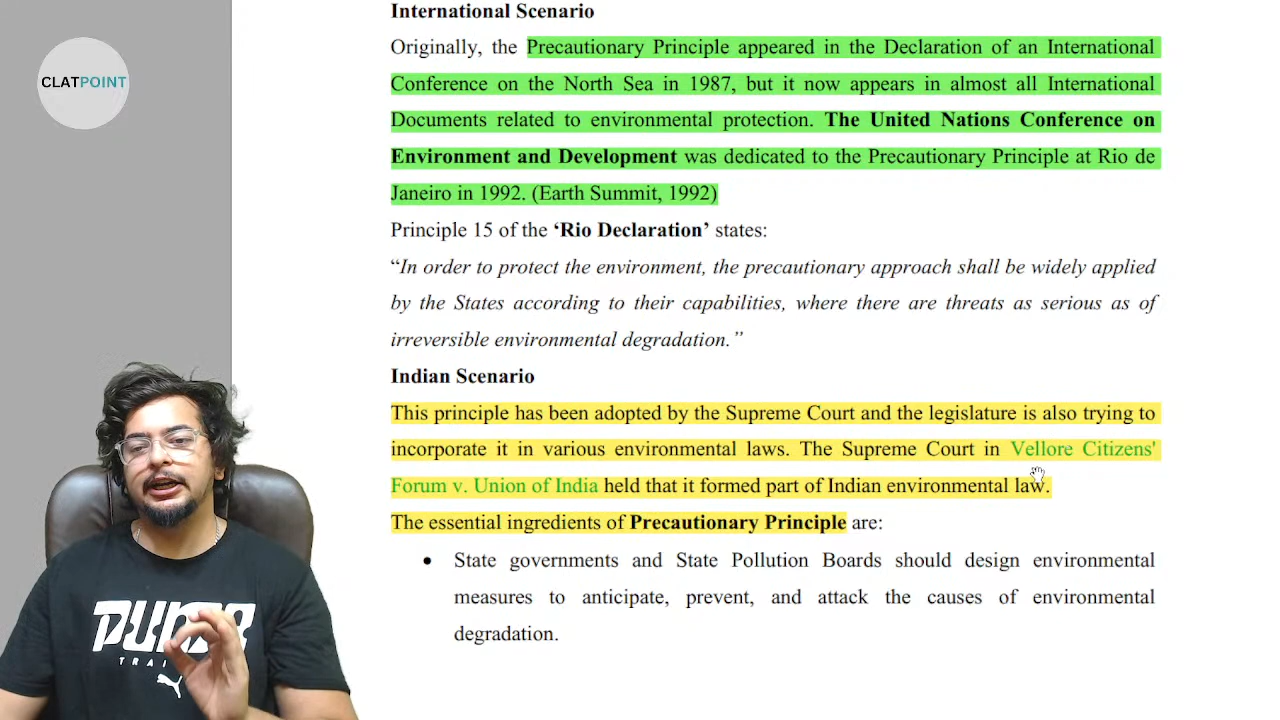 International Scenario
CLATPOINT
Originally, the Precautionary Principle appeared in the Declaration of an International
Conference on the North Sea in 1987, but it now appears in almost all International
Documents related to environmental protection. The United Nations Conference on
Environment and Development was dedicated to the Precautionary Principle at Rio de
Janeiro in 1992. (Earth Summit, 1992)
Principle 15 of the ‘Rio Declaration’ states:
“In order to protect the environment, the precautionary approach shall be widely applied
by the States according to their capabilities, where there are threats as serious as of
irreversible environmental degradation.”
Indian Scenario
This principle has been adopted by the Supreme Court and the legislature is also trying to
incorporate it in various environmental laws. The Supreme Court in Vellore Citizens'
Forum v. Union of India held that it formed part of Indian environmental law.
The essential ingredients of Precautionary Principle are:
• State governments and State Pollution Boards should design environmental
measures to anticipate, prevent, and attack the causes of environmental
degradation.